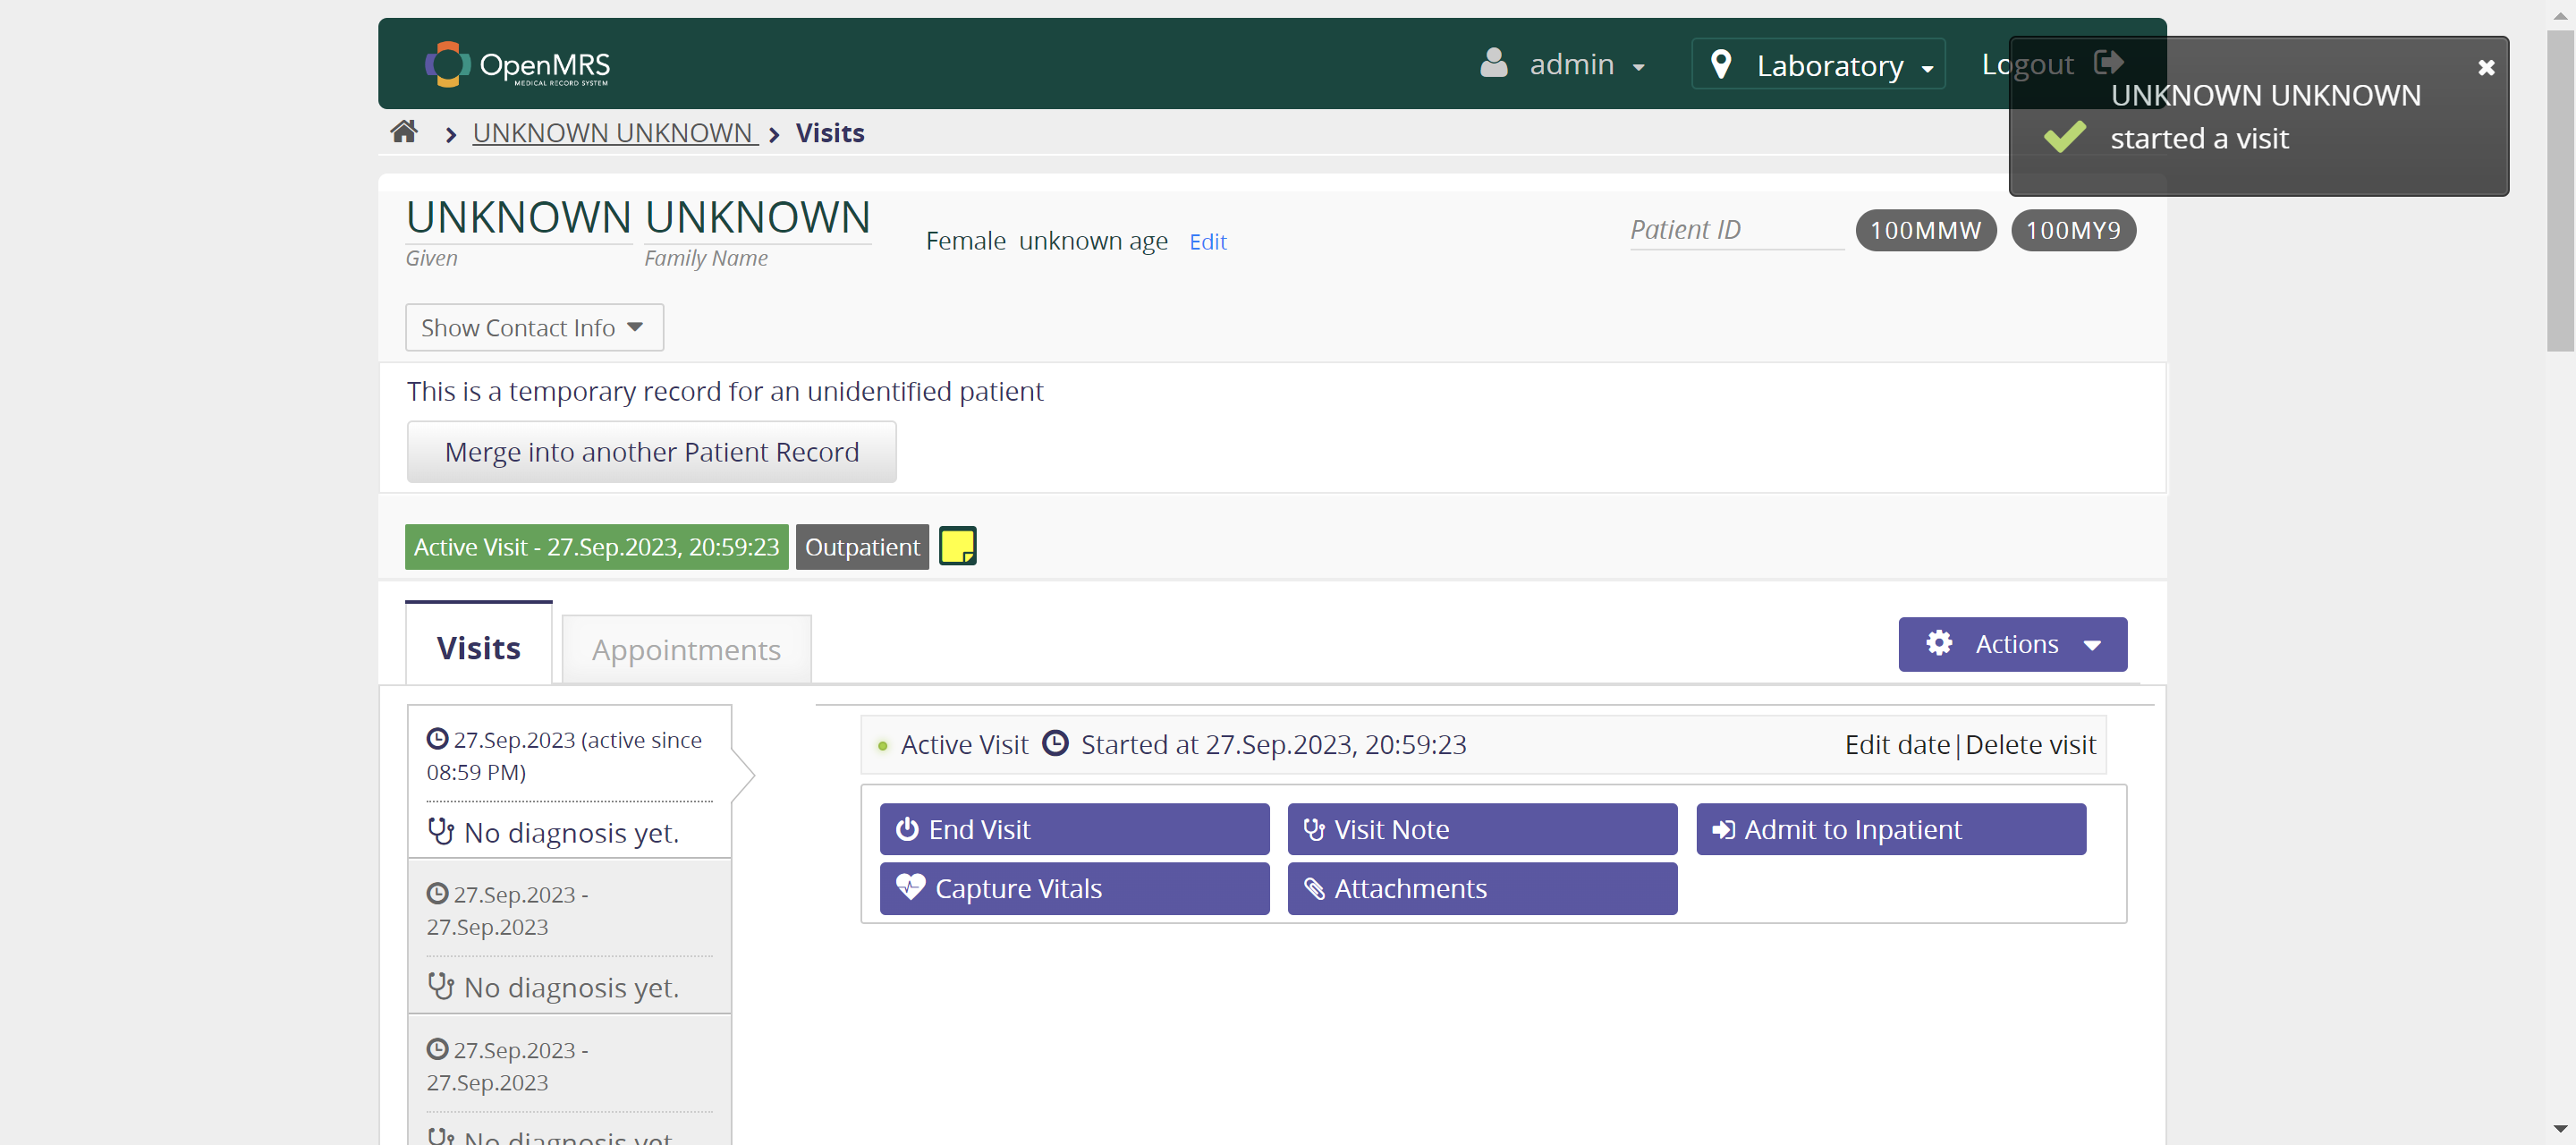 OpenMRS
MEDICAL RECORD SYSTEM
admin
Laboratory
Logout
UNKNOWN UNKNOWN
started a visit
UNKNOWN UNKNOWN
Visits
UNKNOWN UNKNOWN
Given
Family Name
Female unknown age Edit
Patient ID
100MMW
100MY9
Show Contact Info
This is a temporary record for an unidentified patient
Merge into another Patient Record
Active Visit - 27.Sep.2023, 20:59:23
Outpatient
Visits
Appointments
Actions
27.Sep.2023 (active since
08:59 PM)
No diagnosis yet.
27.Sep.2023 -
27.Sep.2023
No diagnosis yet.
27.Sep.2023 -
27.Sep.2023
No diagnosis yet.
Active Visit Started at 27.Sep.2023, 20:59:23
Edit date|Delete visit
End Visit
Visit Note
Admit to Inpatient
Capture Vitals
Attachments